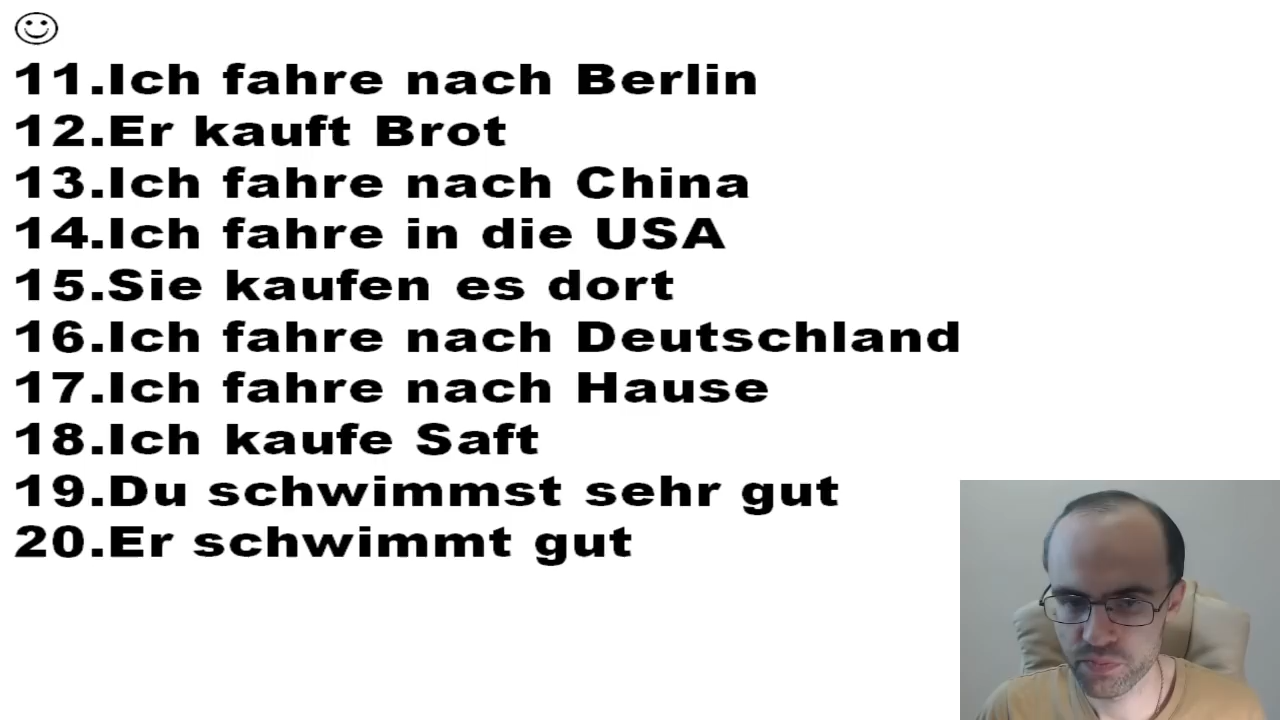 11.Ich fahre nach Berlin
12.Er kauft Brot
13.Ich fahre nach China
14.Ich fahre in die USA
15.Sie kaufen es dort
16.Ich fahre nach Deutschland
17.Ich fahre nach Hause
18.Ich kaufe Saft
19.Du schwimmst sehr gut
20.Er schwimmt gut